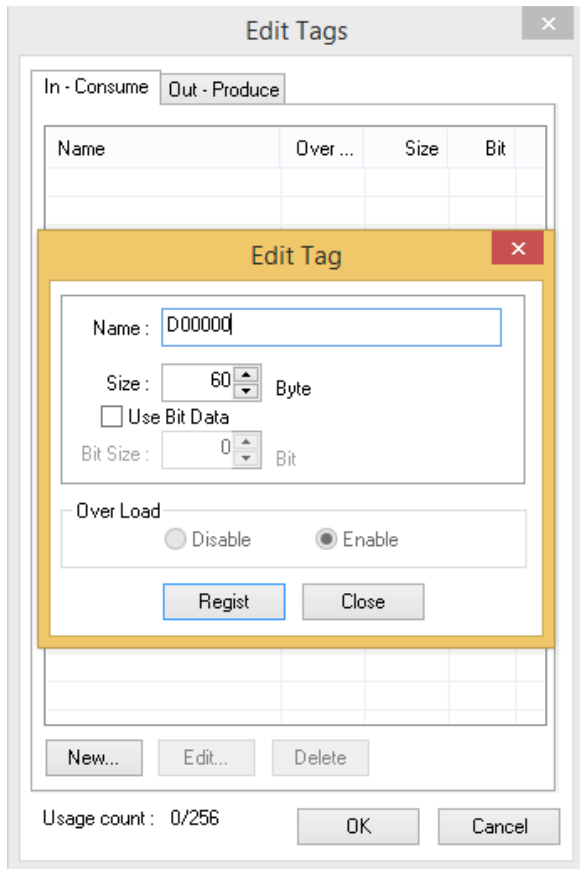 Edit Tags
In - Consume Out - Produce
Name Over ... Size Bit
Edit Tag
Name : D00000
Size : 60 Byte
Use Bit Data
Bit Size : 0 Bit
Over Load
Disable Enable
Regist Close
New... Edit... Delete
Usage count : 0/256 OK Cancel